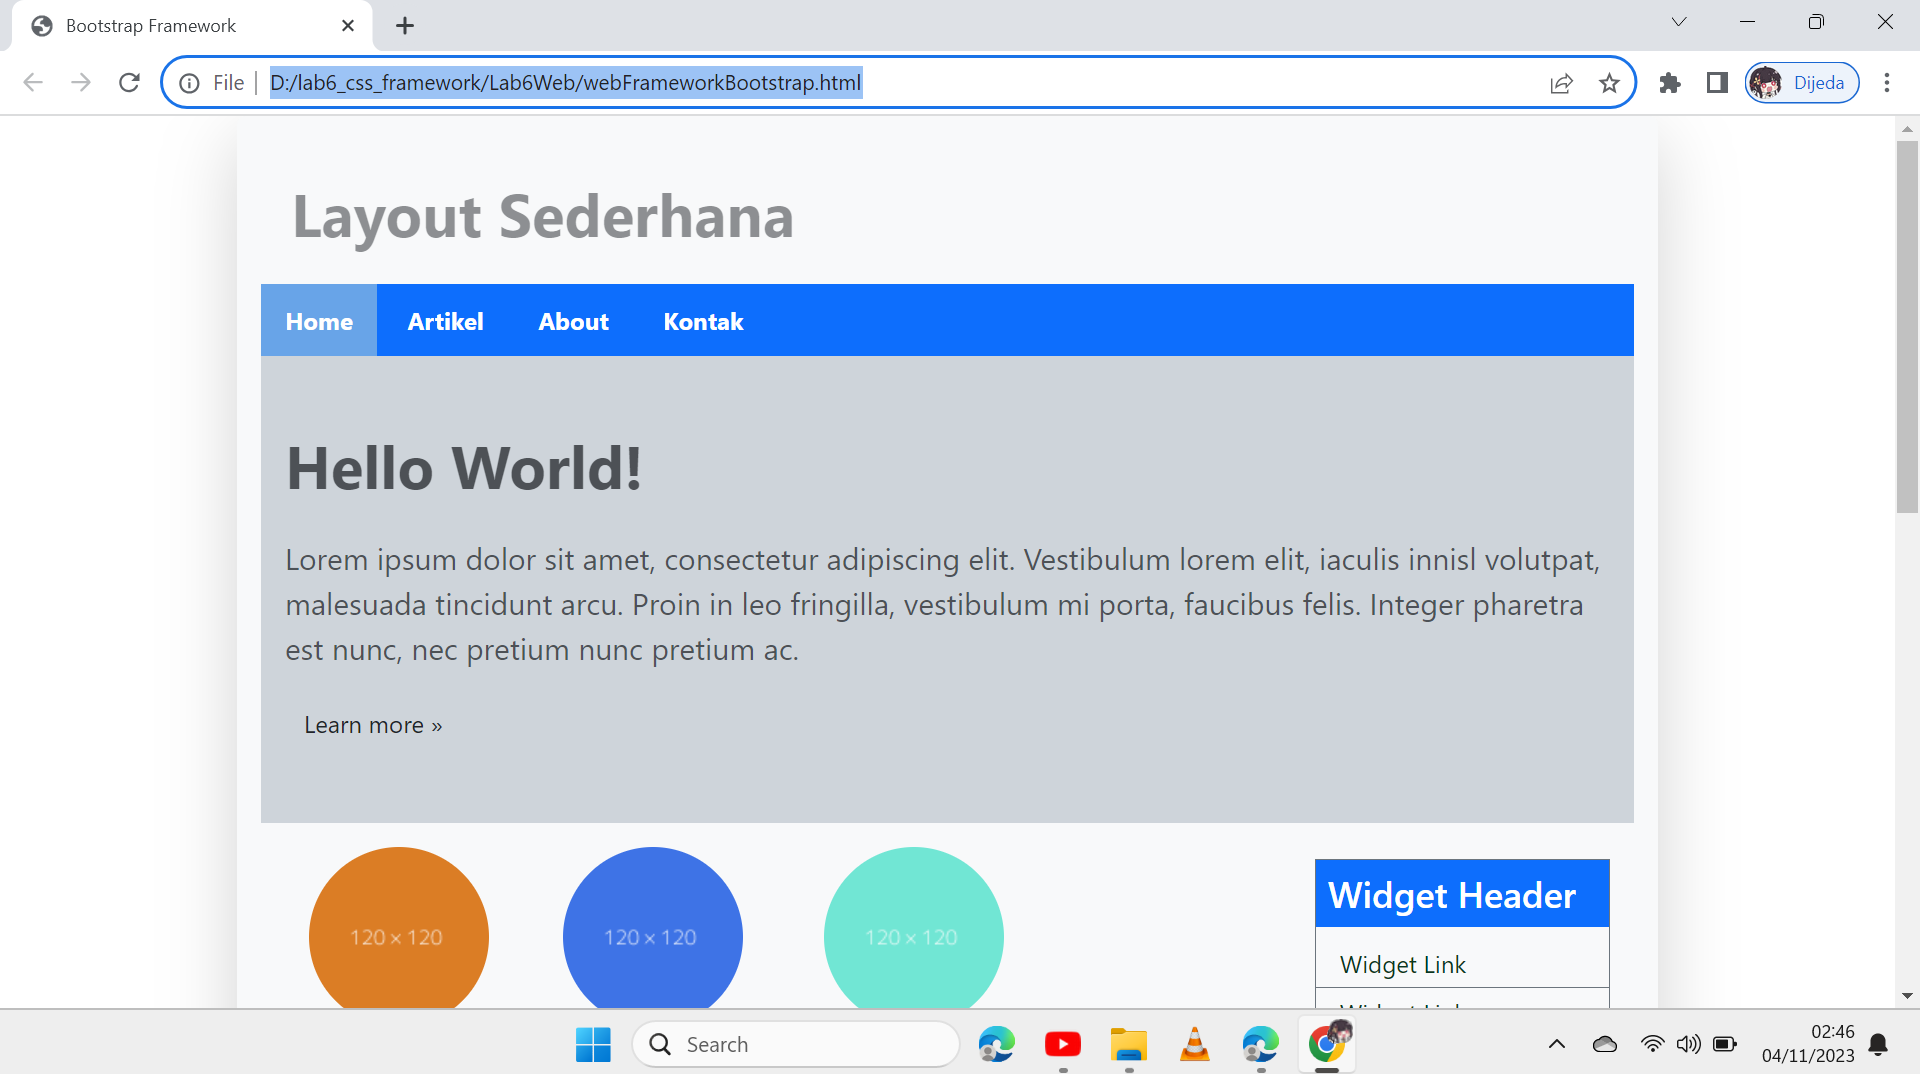 Bootstrap Framework
File
D:/lab6_css_framework/Lab6Web/webFrameworkBootstrap.html
Dijeda
Layout Sederhana
Home Artikel About Kontak
Hello World!
Lorem ipsum dolor sit amet, consectetur adipiscing elit. Vestibulum lorem elit, iaculis innisl volutpat,
malesuada tincidunt arcu. Proin in leo fringilla, vestibulum mi porta, faucibus felis. Integer pharetra
est nunc, nec pretium nunc pretium ac.
Learn more »
120 × 120
120 × 120
120 × 120
Widget Header
Widget Link
Widget Link
Search
02:46
04/11/2023